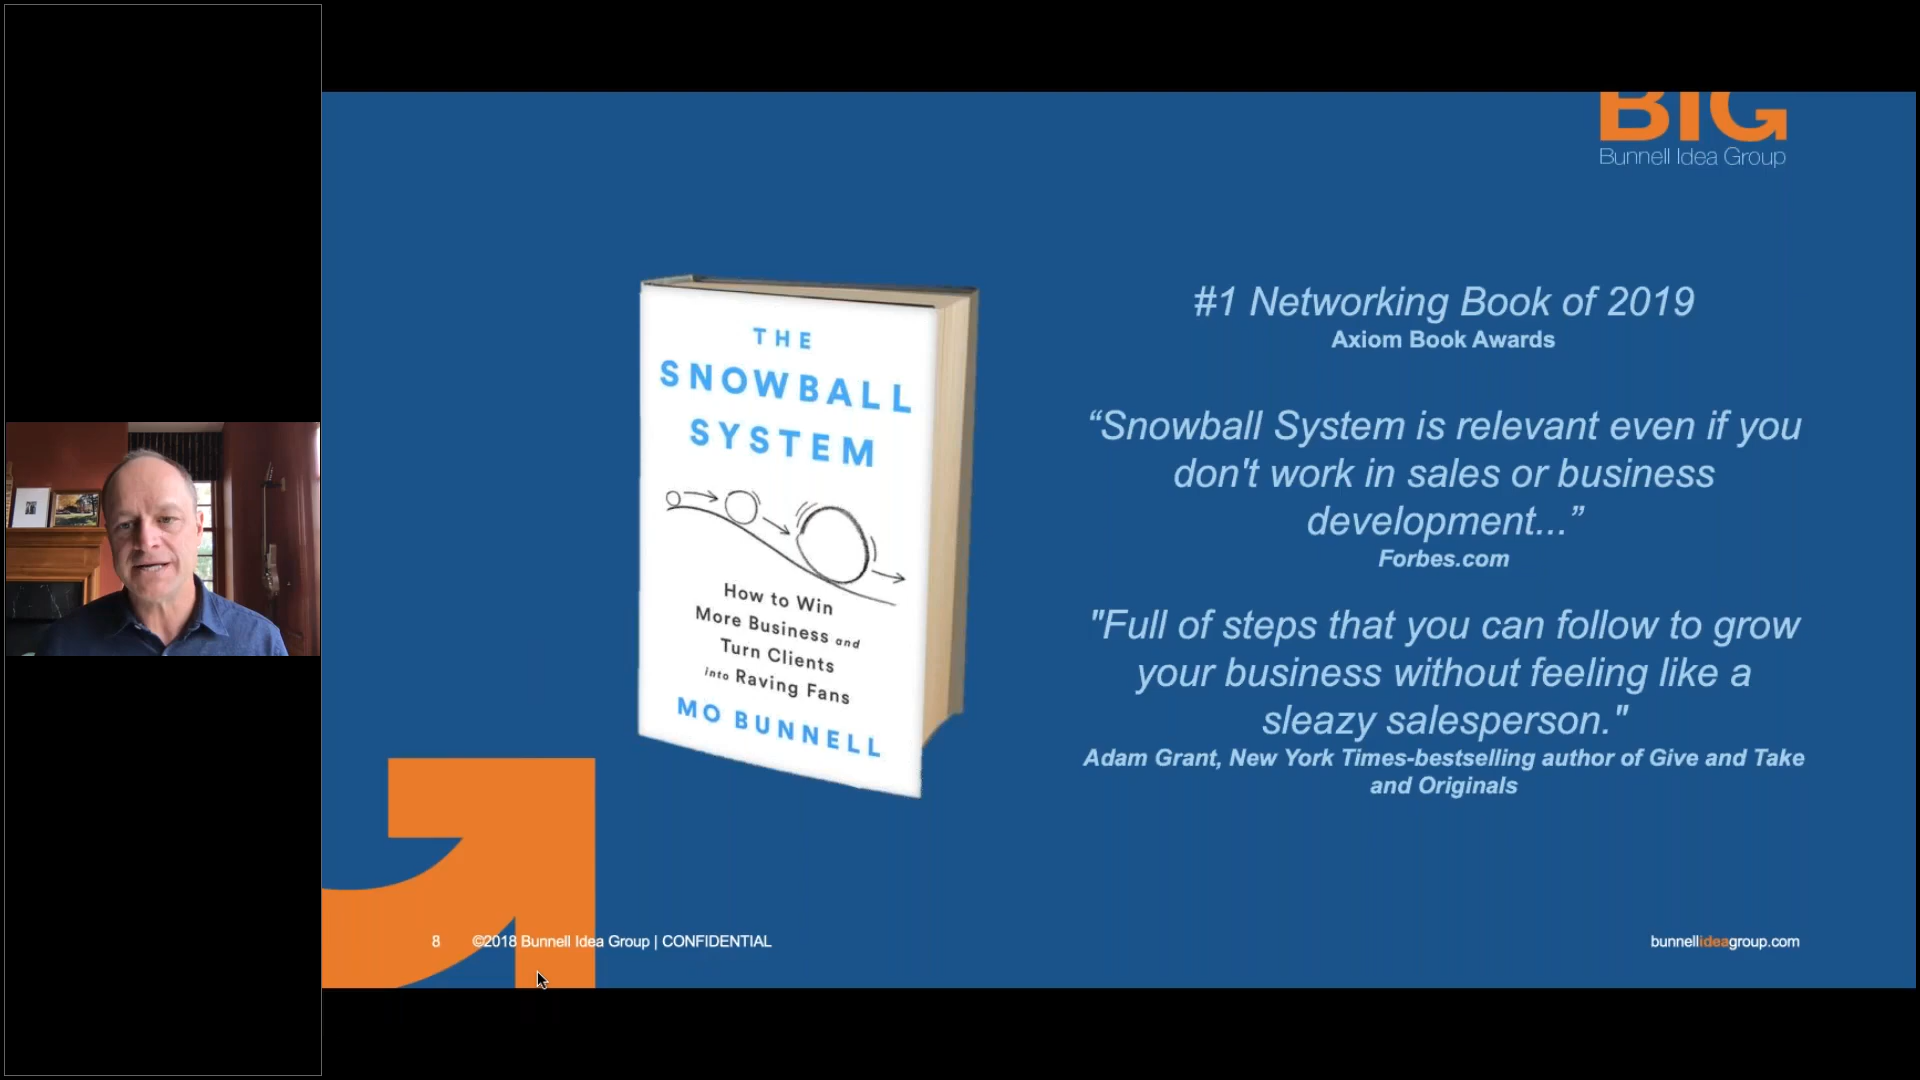 BIG
Bunnell Idea Group
THE
SNOWBALL
SYSTEM
How to Win
More Business and
Turn Clients
into Raving Fans
MO BUNNELL
#1 Networking Book of 2019
Axiom Book Awards
“Snowball System is relevant even if you
don't work in sales or business
development...”
Forbes.com
"Full of steps that you can follow to grow
your business without feeling like a
sleazy salesperson."
Adam Grant, New York Times-bestselling author of Give and Take
and Originals
8 ©2018 Bunnell Idea Group | CONFIDENTIAL
bunnellideagroup.com